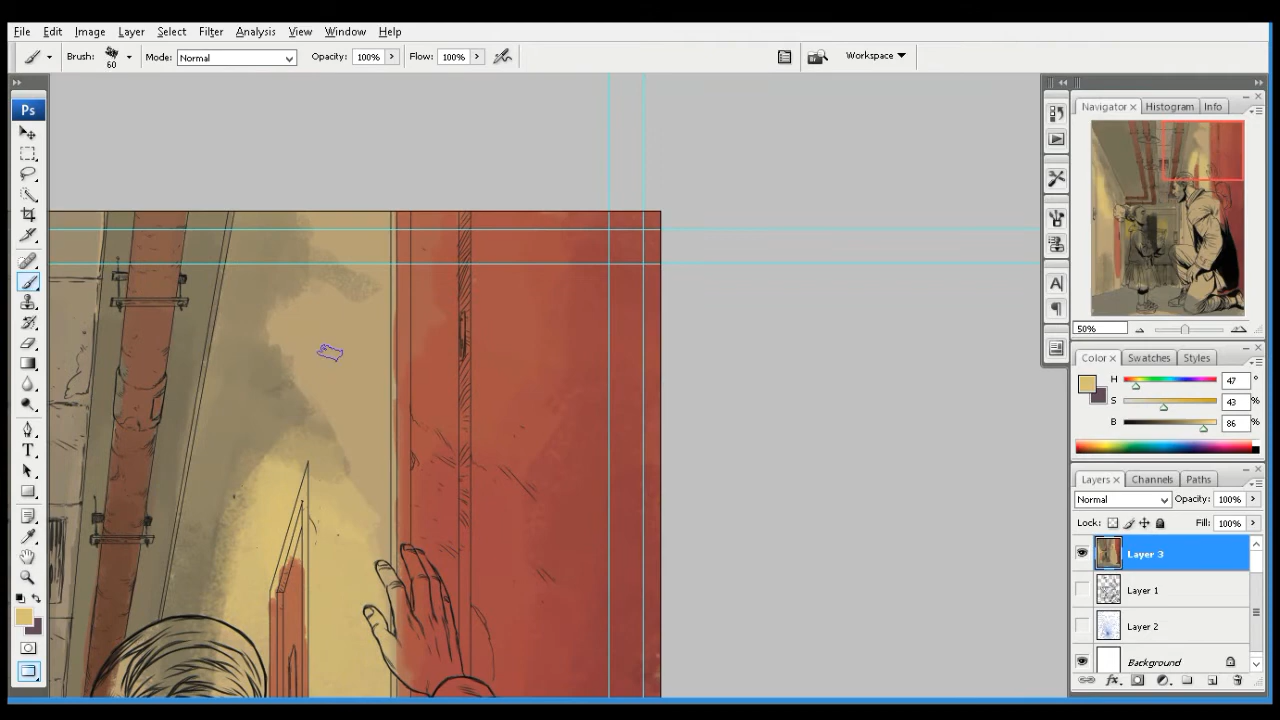 File Edit Image Layer Select Filter Analysis View Window Help
Brush: 60 Mode: Normal Opacity: 100% Flow: 100% Workspace
Ps
T
A
Navigator Histogram Info
50%
Color Swatches Styles
H 47 °
S 43 %
B 86 %
Layers Channels Paths
Normal Opacity: 100%
Lock: Fill: 100%
Layer 3
Layer 1
Layer 2
Background
fx